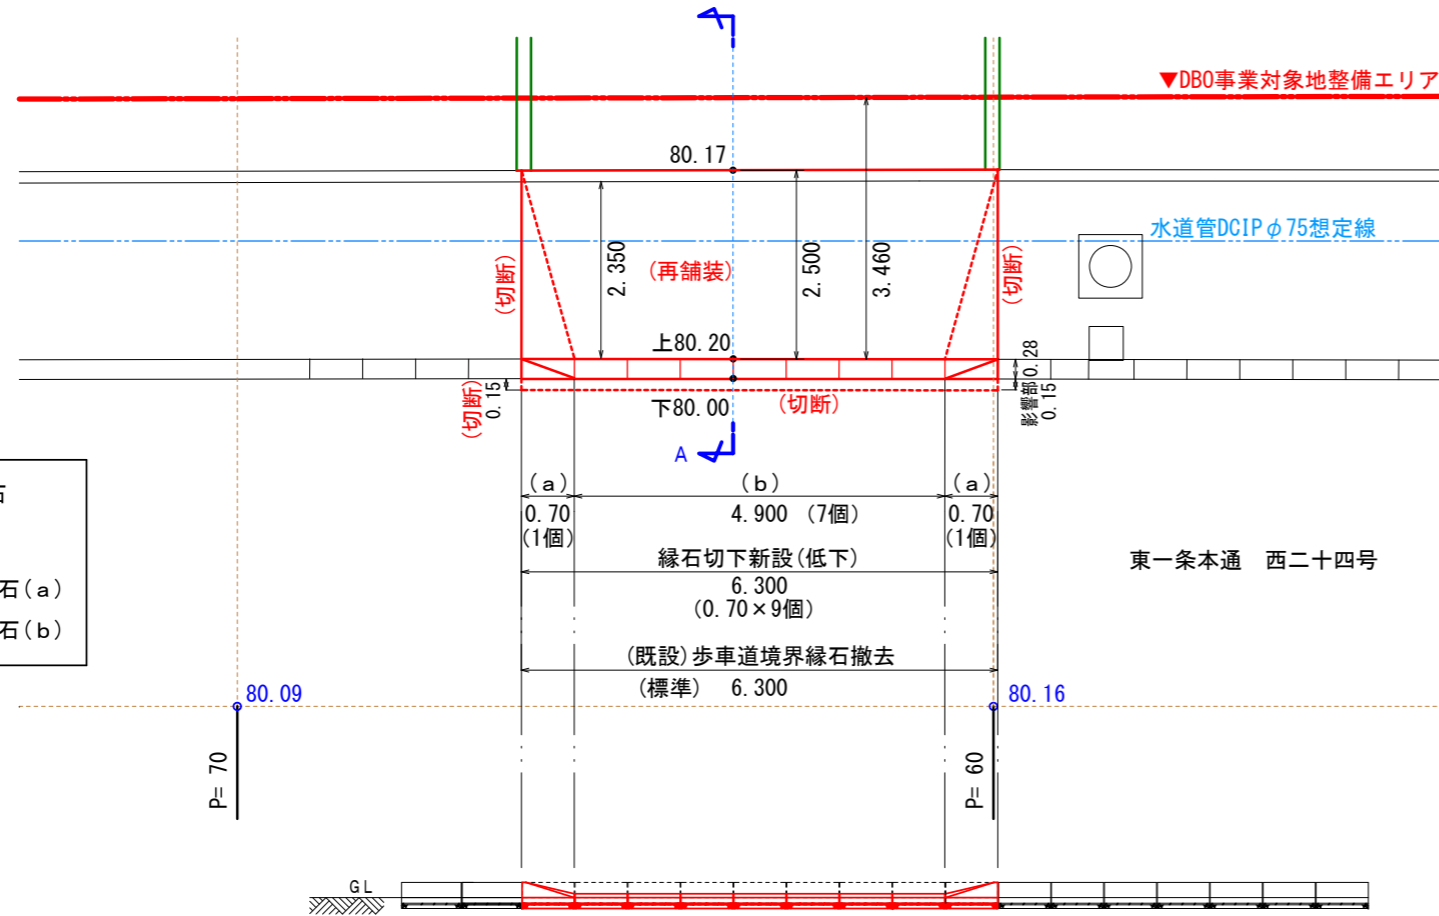 ▼DBO事業対象地整備エリア
80.17
水道管DCIPφ75想定線
(切断)
2.350
(再舗装)
2.500
3.460
(切断)
上80.20
0.28
(切断)
0.15
下80.00
(切断)
影響部
0.15
A
(a)
(b)
(a)
0.70
(1個)
4.900 (7個)
0.70
(1個)
石
石(a)
石(b)
縁石切下新設(低下)
6.300
(0.70×9個)
東一条本通 西二十四号
(既設)歩車道境界縁石撤去
(標準) 6.300
80.09
80.16
P= 70
P= 60
GL